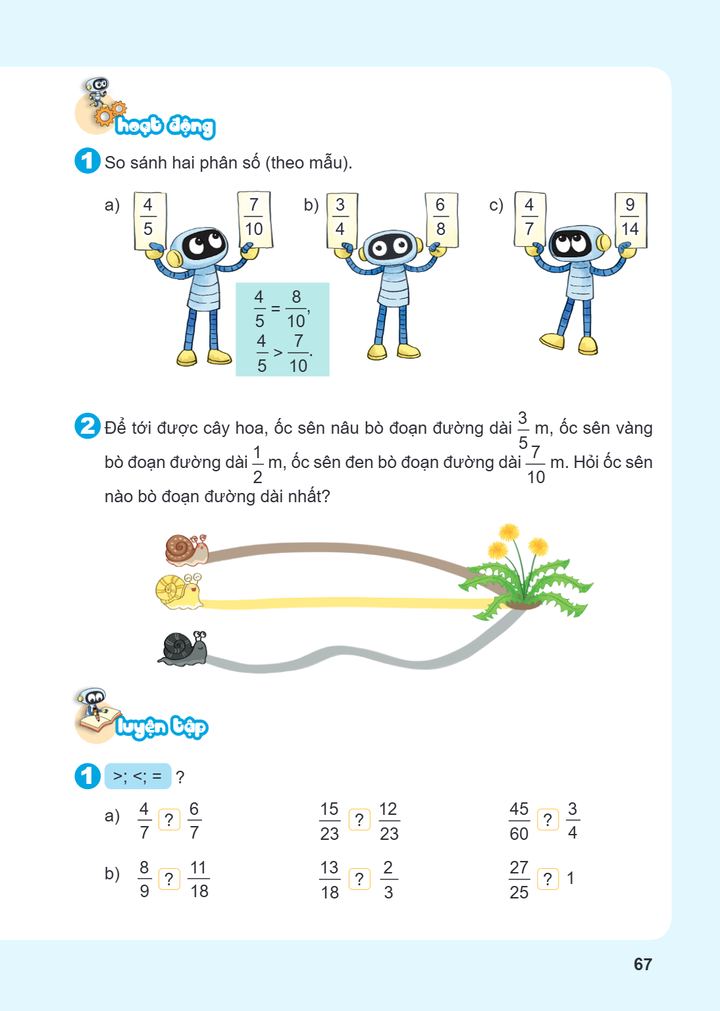 hoạt động
1 So sánh hai phân số (theo mẫu).
a) 4/5 7/10 b) 3/4 6/8 c) 4/7 9/14
4/5 = 8/10,
4/5 > 7/10.
2 Để tới được cây hoa, ốc sên nâu bò đoạn đường dài 3/5 m, ốc sên vàng
bò đoạn đường dài 1/2 m, ốc sên đen bò đoạn đường dài 7/10 m. Hỏi ốc sên
nào bò đoạn đường dài nhất?
luyện tập
1 >; <; = ?
a) 4/7 ? 6/7 15/23 ? 12/23 45/60 ? 3/4
b) 8/9 ? 11/18 13/18 ? 2/3 27/25 ? 1
67